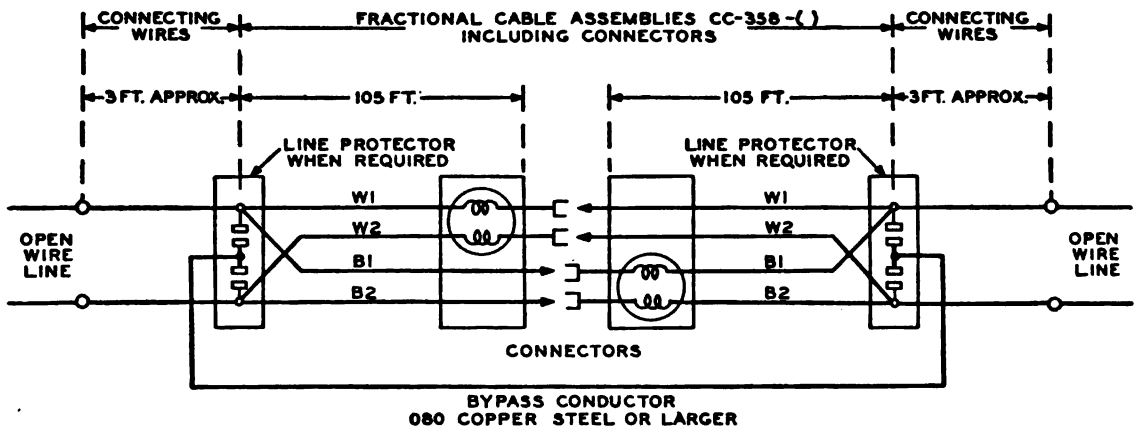 CONNECTING
WIRES
FRACTIONAL CABLE ASSEMBLIES CC-358-( )
INCLUDING CONNECTORS
CONNECTING
WIRES
3 FT. APPROX.
105 FT.
105 FT.
3 FT. APPROX.
LINE PROTECTOR
WHEN REQUIRED
LINE PROTECTOR
WHEN REQUIRED
W1
W1
W2
W2
OPEN
WIRE
LINE
B1
B1
OPEN
WIRE
LINE
B2
B2
CONNECTORS
BYPASS CONDUCTOR
080 COPPER STEEL OR LARGER